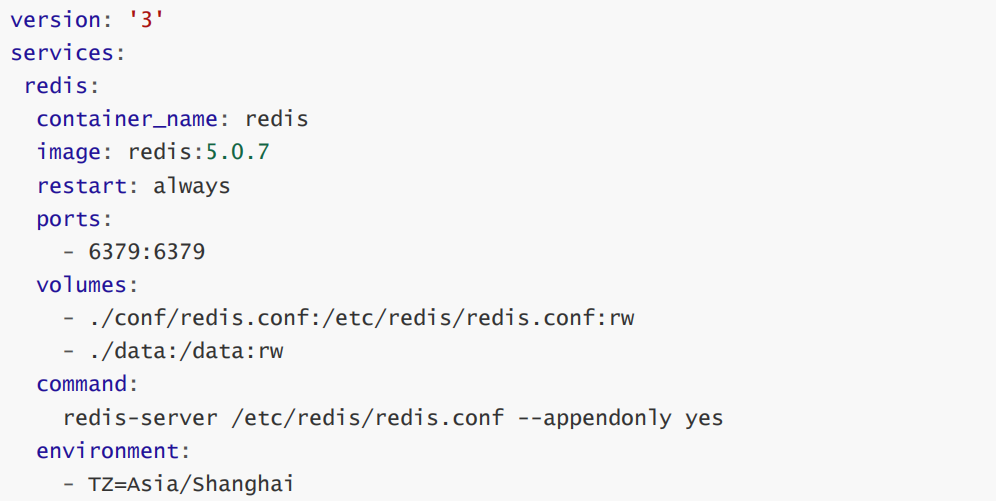 version: '3'
services:
 redis:
  container_name: redis
  image: redis:5.0.7
  restart: always
  ports:
    - 6379:6379
  volumes:
    - ./conf/redis.conf:/etc/redis/redis.conf:rw
    - ./data:/data:rw
  command:
    redis-server /etc/redis/redis.conf --appendonly yes
  environment:
    - TZ=Asia/Shanghai